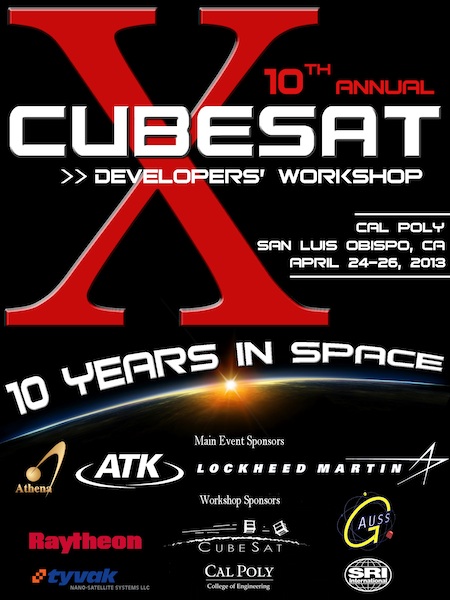 X
10TH ANNUAL
CUBESAT
>> DEVELOPERS' WORKSHOP
CAL POLY
SAN LUIS OBISPO, CA
APRIL 24-26, 2013
10 YEARS IN SPACE
Main Event Sponsors
Athena
ATK
LOCKHEED MARTIN
Workshop Sponsors
Raytheon
CUBESAT
GAUSS
tyvak
NANO-SATELLITE SYSTEMS LLC
CAL POLY
College of Engineering
SRI
International